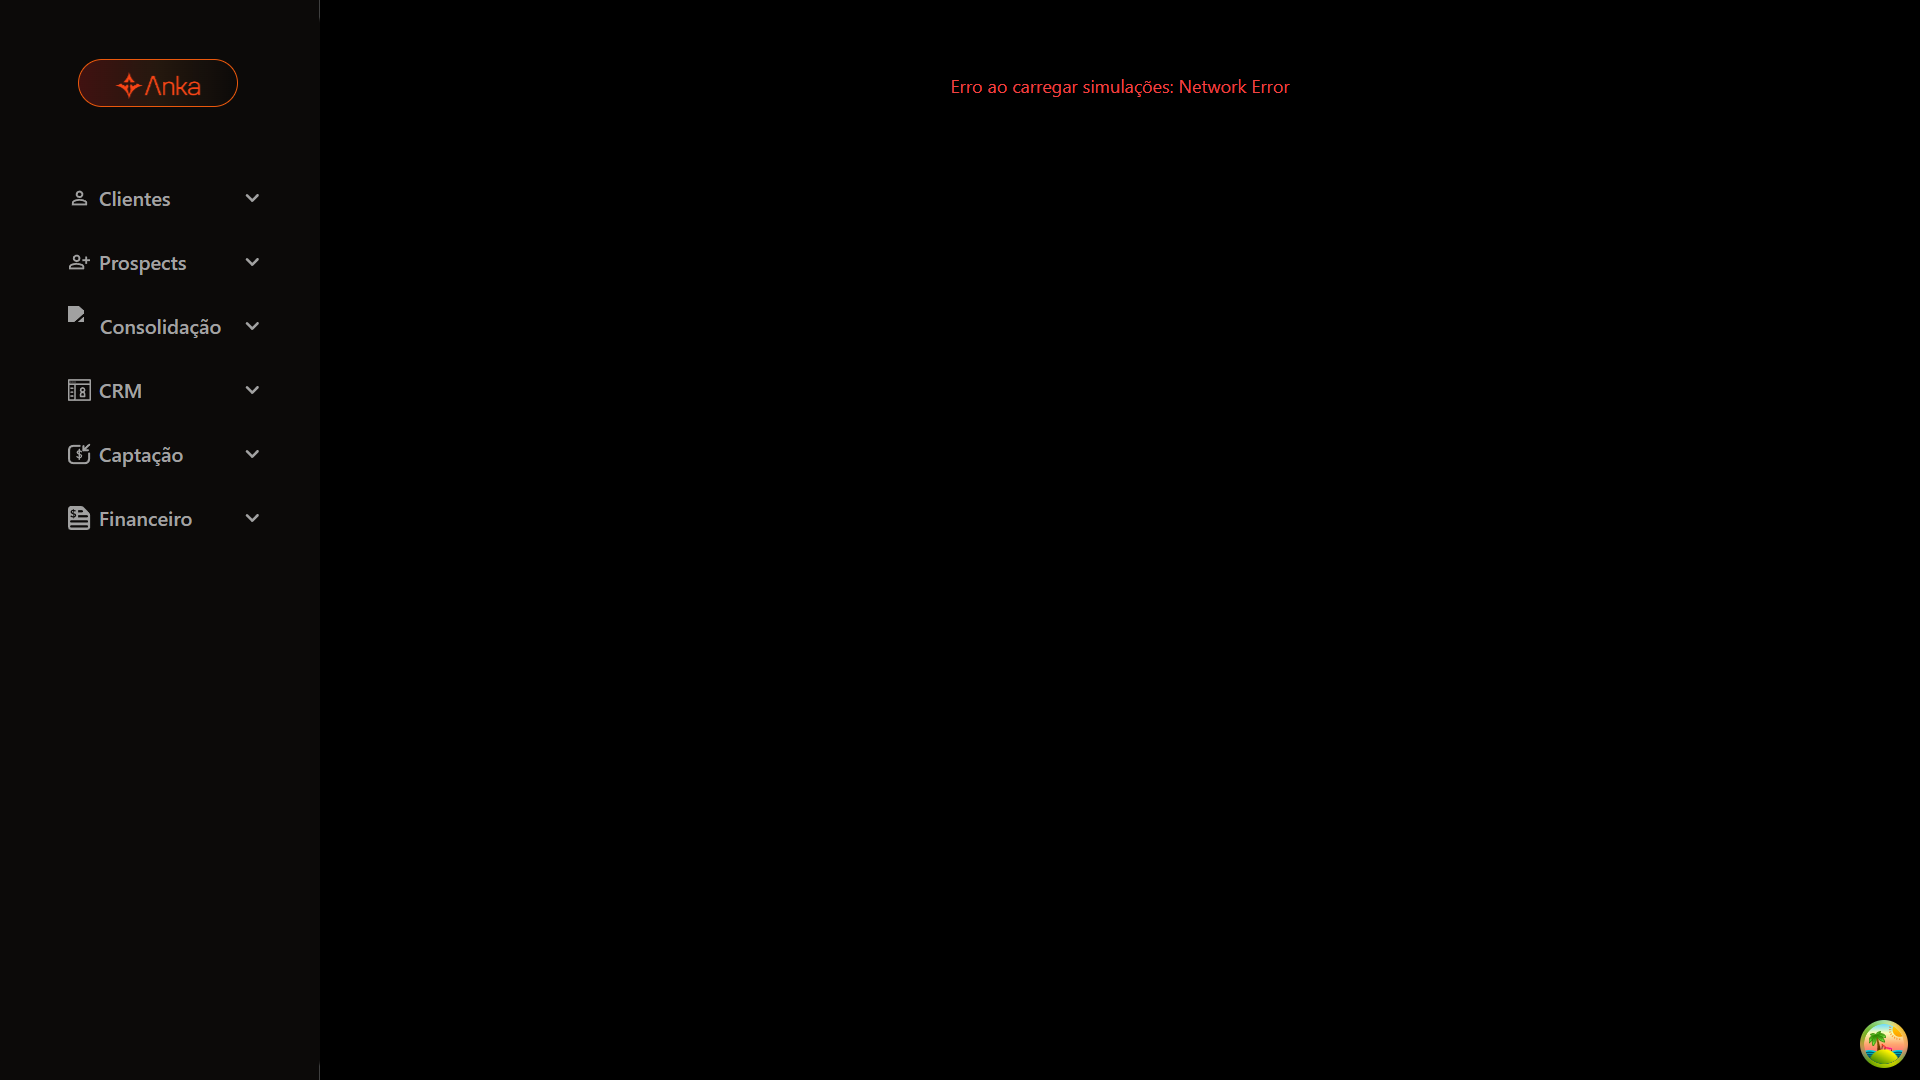 Anka
Clientes
Prospects
Consolidação
CRM
Captação
Financeiro
Erro ao carregar simulações: Network Error